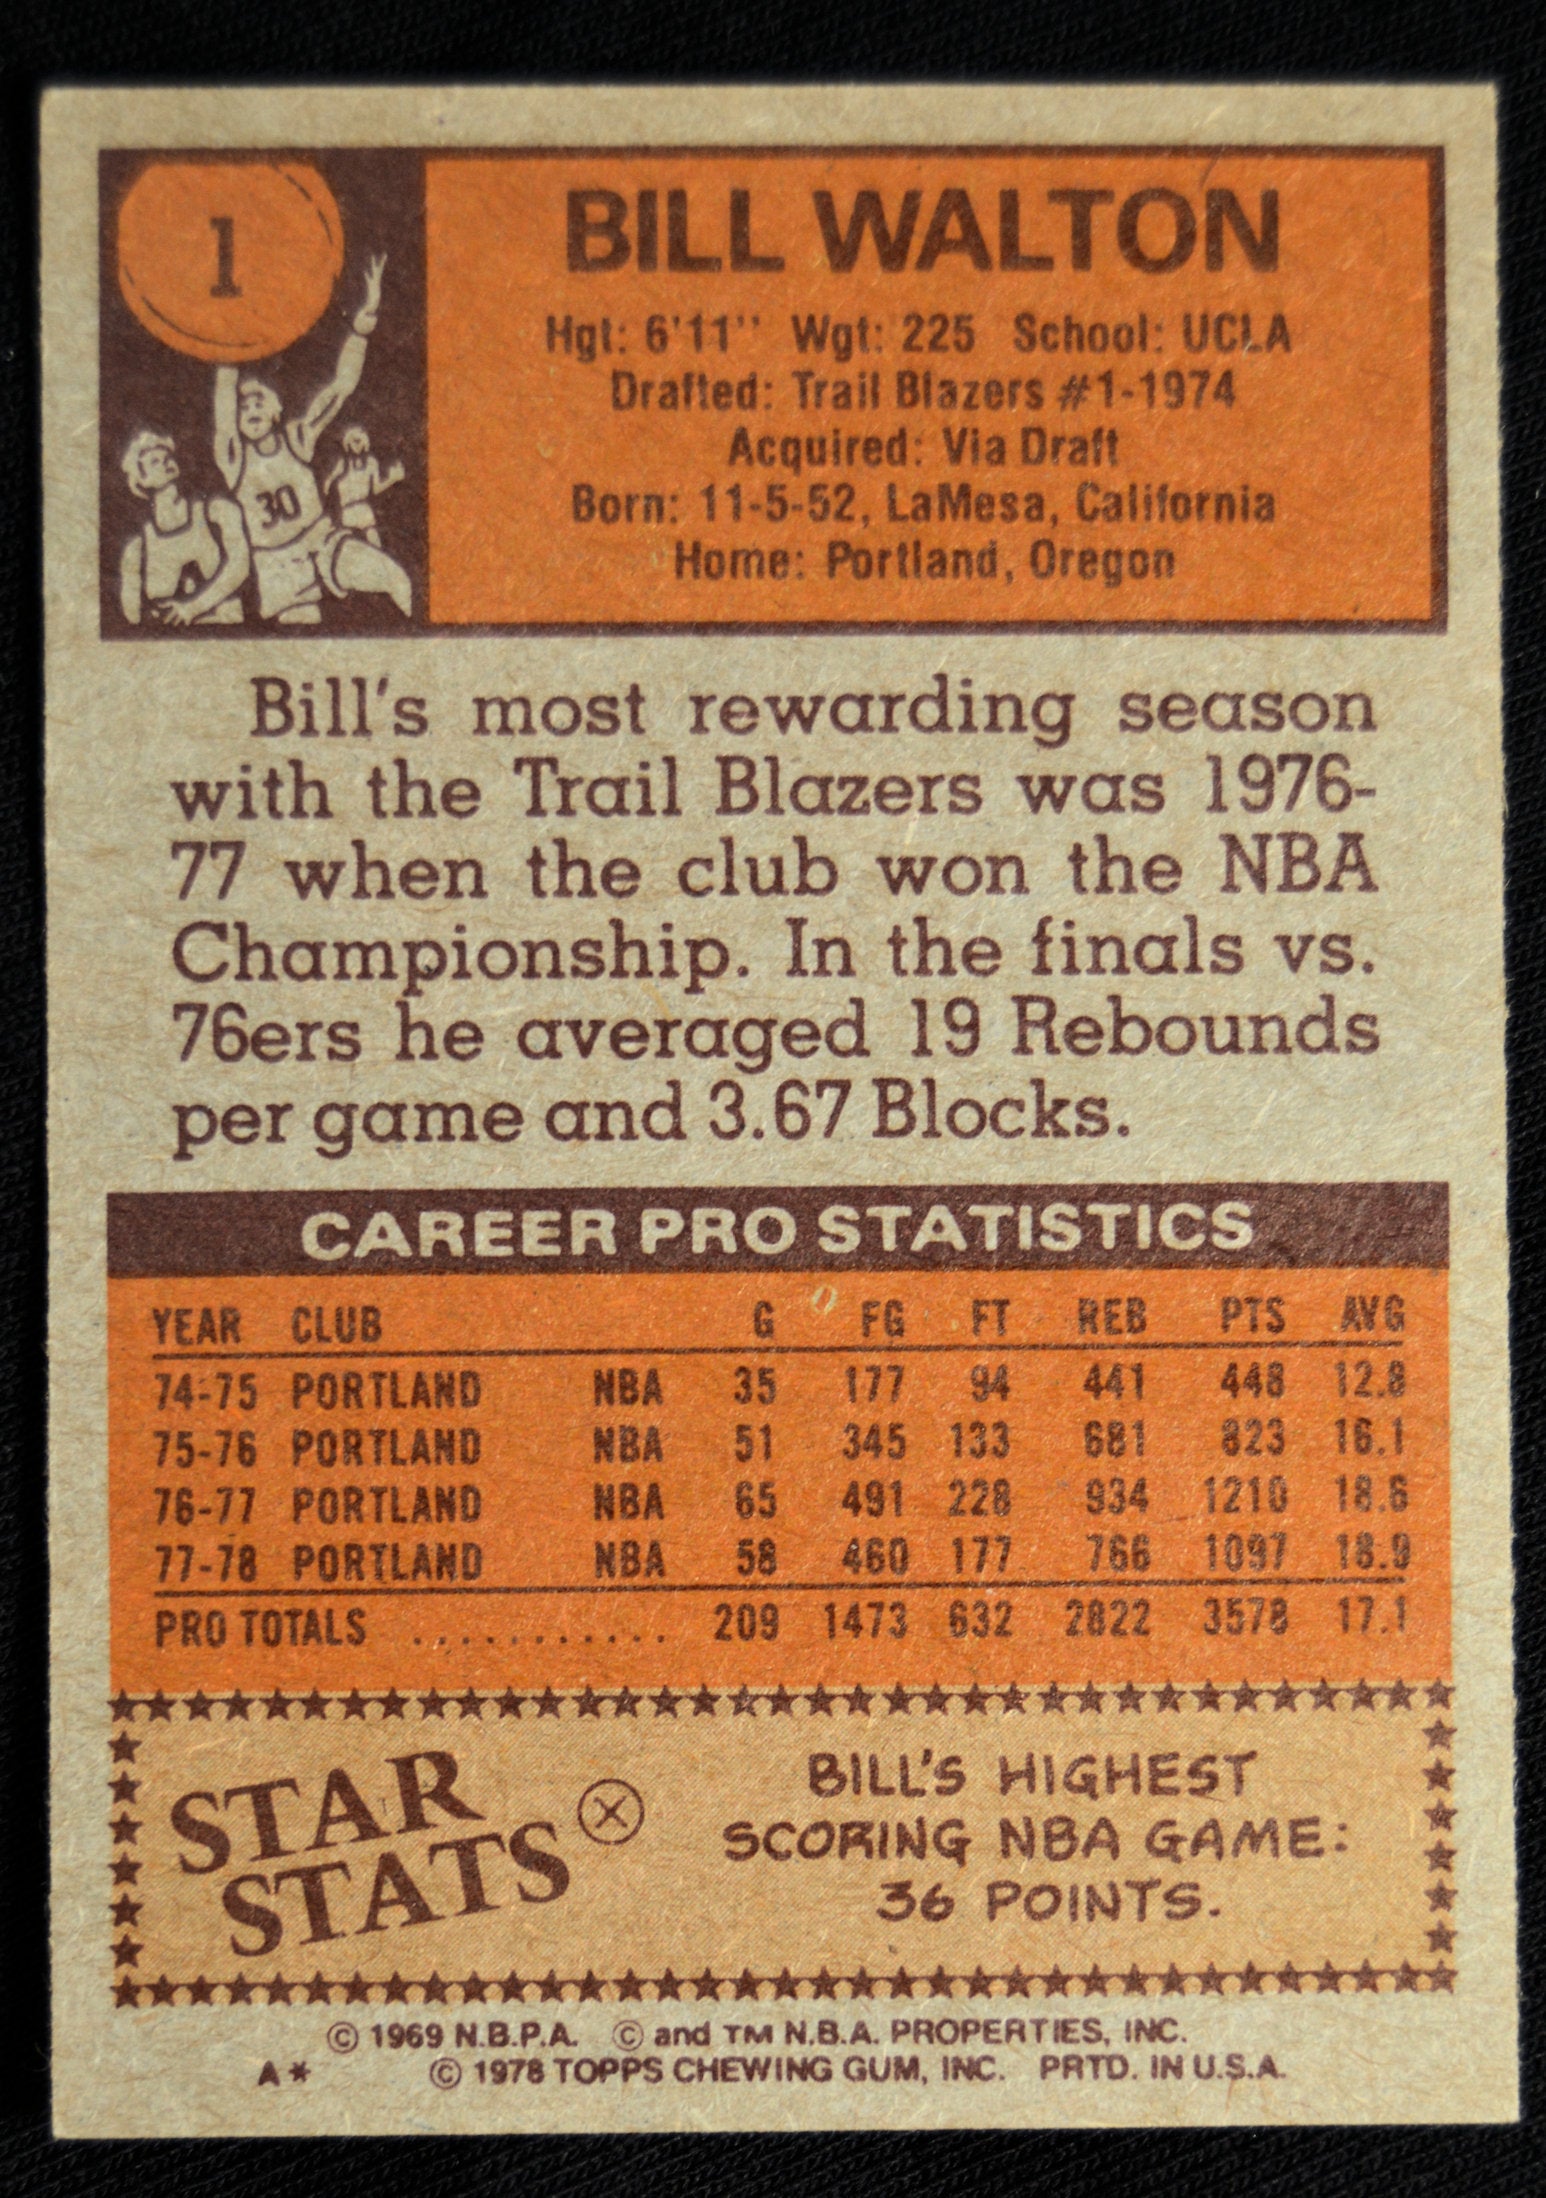 1
BILL WALTON
Hgt: 6'11'' Wgt: 225 School: UCLA
Drafted: Trail Blazers #1-1974
Acquired: Via Draft
Born: 11-5-52, LaMesa, California
Home: Portland, Oregon
30
Bill's most rewarding season
with the Trail Blazers was 1976-
77 when the club won the NBA
Championship. In the finals vs.
76ers he averaged 19 Rebounds
per game and 3.67 Blocks.
CAREER PRO STATISTICS
YEAR CLUB G FG FT REB PTS AVG
74-75 PORTLAND NBA 35 177 94 441 448 12.8
75-76 PORTLAND NBA 51 345 133 681 823 16.1
76-77 PORTLAND NBA 65 491 228 934 1210 18.6
77-78 PORTLAND NBA 58 460 177 766 1097 18.9
PRO TOTALS ........... 209 1473 632 2822 3578 17.1
STAR
STATS
BILL'S HIGHEST
SCORING NBA GAME:
36 POINTS.
© 1969 N.B.P.A. © and TM N.B.A. PROPERTIES, INC.
A* © 1978 TOPPS CHEWING GUM, INC. PRTD. IN U.S.A.